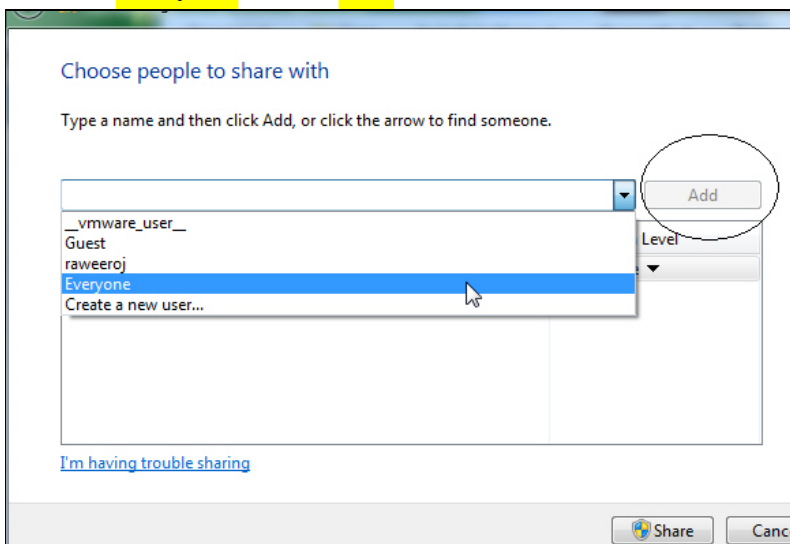 Choose people to share with
Type a name and then click Add, or click the arrow to find someone.
Add
__vmware_user__
Guest
raweeroj
Everyone
Create a new user...
Level
I'm having trouble sharing
Share
Canc